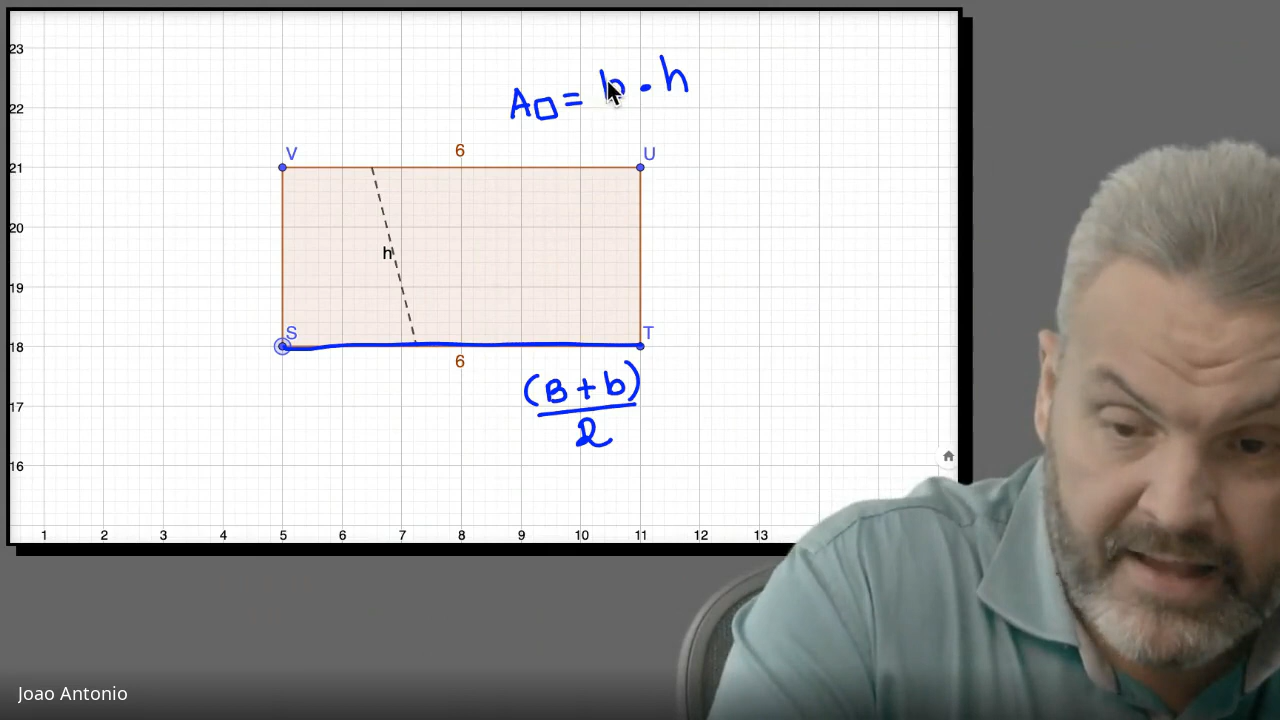 23
A□ = b · h
22
6
V
U
21
20
h
19
S
T
18
6
(B + b)
2
17
16
1 2 3 4 5 6 7 8 9 10 11 12 13
Joao Antonio